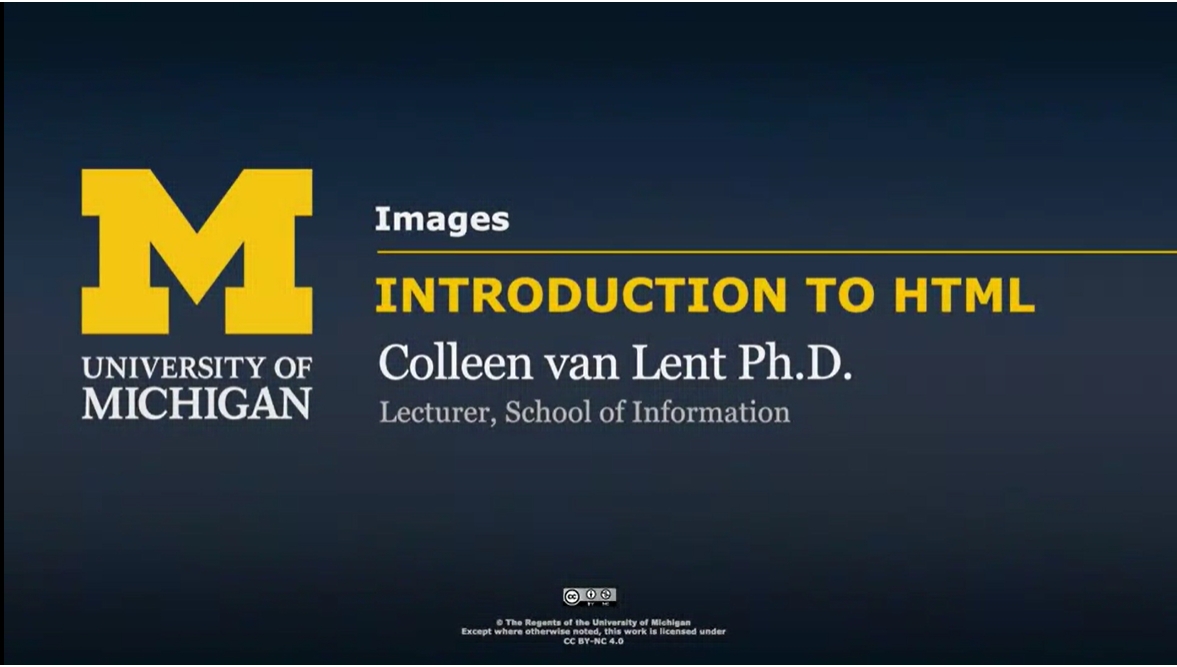 M
UNIVERSITY OF
MICHIGAN
Images
INTRODUCTION TO HTML
Colleen van Lent Ph.D.
Lecturer, School of Information
cc
BY NC
© The Regents of the University of Michigan
Except where otherwise noted, this work is licensed under
CC BY-NC 4.0